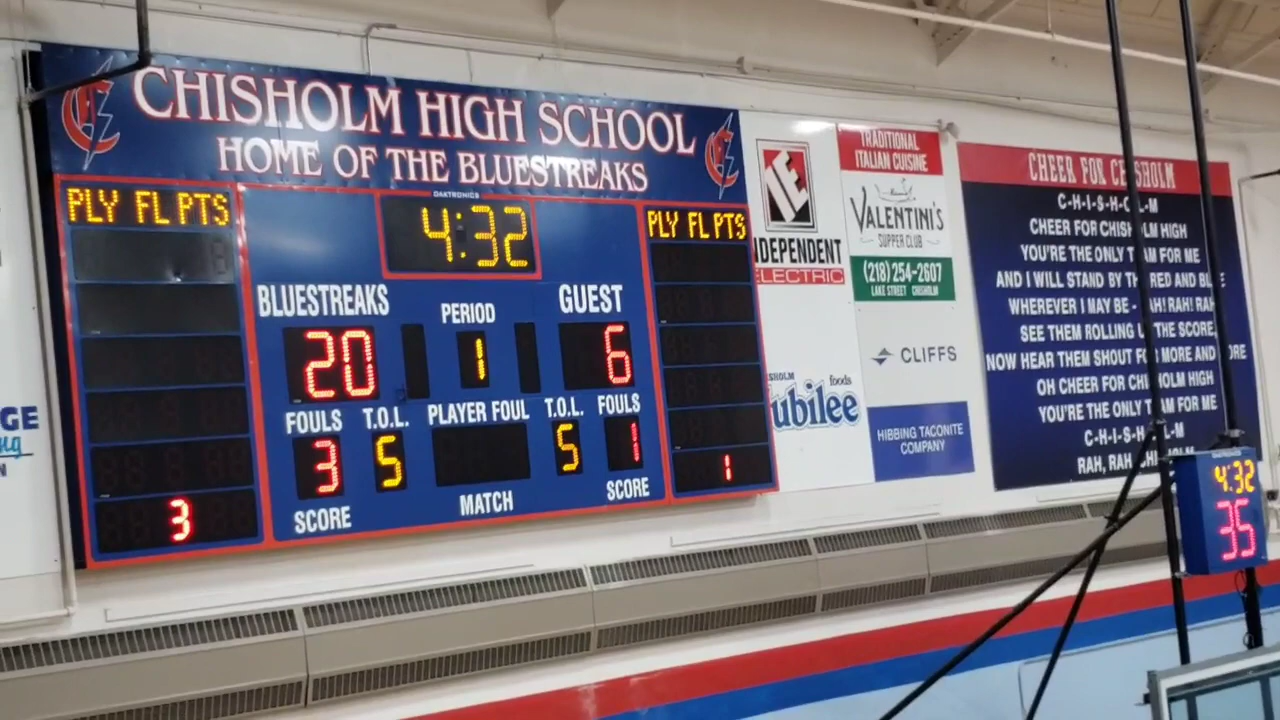 CHISHOLM HIGH SCHOOL
HOME OF THE BLUESTREAKS
DAKTRONICS
PLY FL PTS
4:32
PLY FL PTS
BLUESTREAKS
PERIOD
GUEST
20
1
6
FOULS
T.O.L.
PLAYER FOUL
T.O.L.
FOULS
3
5
5
1
SCORE
MATCH
SCORE
3
1
INDEPENDENT
ELECTRIC
TRADITIONAL
ITALIAN CUISINE
VALENTINI'S
SUPPER CLUB
(218) 254-2607
LAKE STREET CHISHOLM
CLIFFS
foods
HIBBING TACONITE
COMPANY
CHEER FOR CHISHOLM
C-H-I-S-H-O-L-M
CHEER FOR CHISHOLM HIGH
YOU'RE THE ONLY TEAM FOR ME
AND I WILL STAND BY THE RED AND BLUE
WHEREVER I MAY BE - RAH! RAH! RAH
SEE THEM ROLLING UP THE SCORE
NOW HEAR THEM SHOUT FOR MORE AND MORE
OH CHEER FOR CHISHOLM HIGH
YOU'RE THE ONLY TEAM FOR ME
C-H-I-S-H-O-L-M
RAH, RAH CHISHOLM
4:32
35